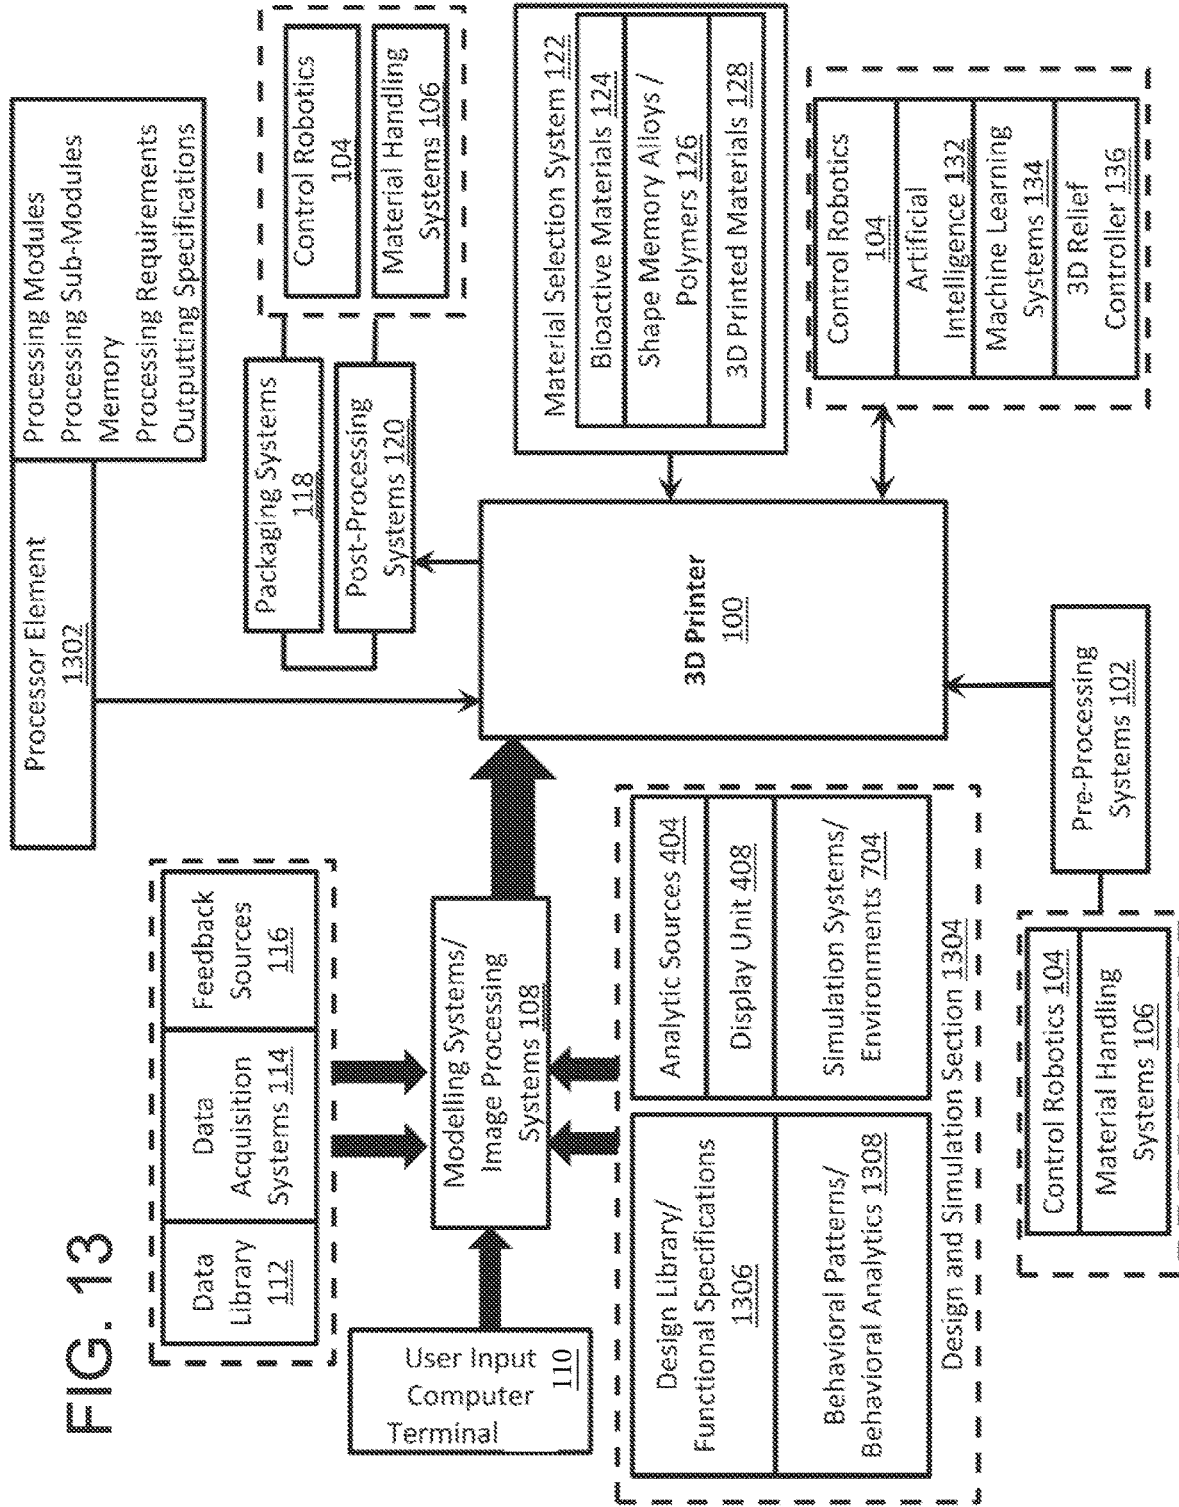 FIG. 13
Processor Element
1302
Processing Modules
Processing Sub-Modules
Memory
Processing Requirements
Outputting Specifications
Data
Library
112
Data
Acquisition
Systems 114
Feedback
Sources
116
Packaging Systems
118
Post-Processing
Systems 120
Control Robotics
104
Material Handling
Systems 106
User Input
Computer
Terminal
110
Modelling Systems/
Image Processing
Systems 108
3D Printer
100
Material Selection System 122
Bioactive Materials 124
Shape Memory Alloys /
Polymers 126
3D Printed Materials 128
Design Library/
Functional Specifications
1306
Behavioral Patterns/
Behavioral Analytics 1308
Analytic Sources 404
Display Unit 408
Simulation Systems/
Environments 704
Design and Simulation Section 1304
Control Robotics
104
Artificial
Intelligence 132
Machine Learning
Systems 134
3D Relief
Controller 136
Control Robotics 104
Material Handling
Systems 106
Pre-Processing
Systems 102